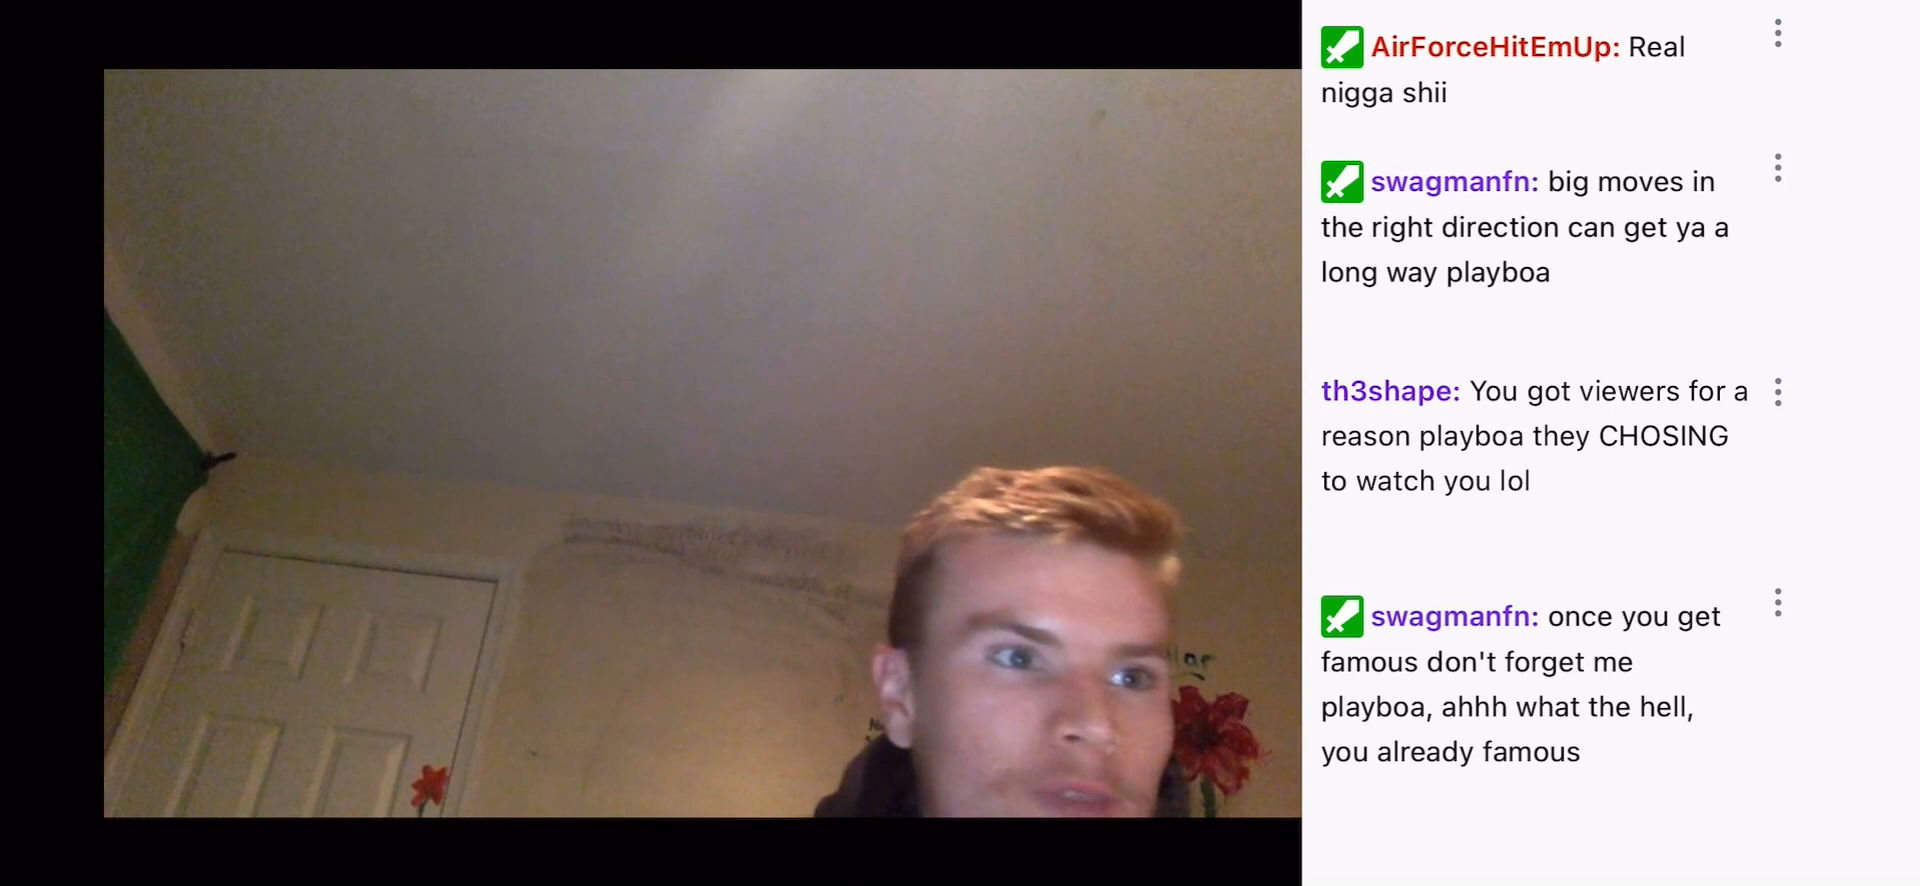 AirForceHitEmUp: Real
nigga shii
swagmanfn: big moves in
the right direction can get ya a
long way playboa
th3shape: You got viewers for a
reason playboa they CHOSING
to watch you lol
swagmanfn: once you get
famous don't forget me
playboa, ahhh what the hell,
you already famous